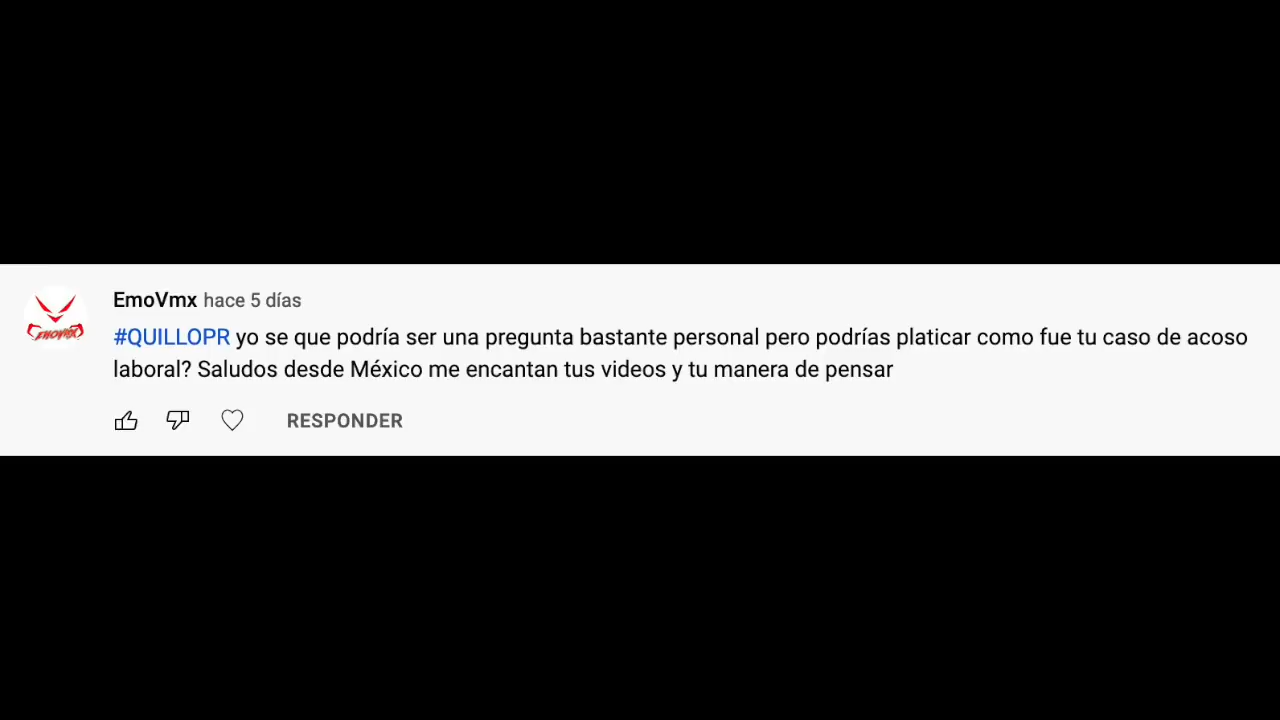 EmoVmx hace 5 días
#QUILLOPR yo se que podría ser una pregunta bastante personal pero podrías platicar como fue tu caso de acoso
laboral? Saludos desde México me encantan tus videos y tu manera de pensar
RESPONDER
EMOVMX